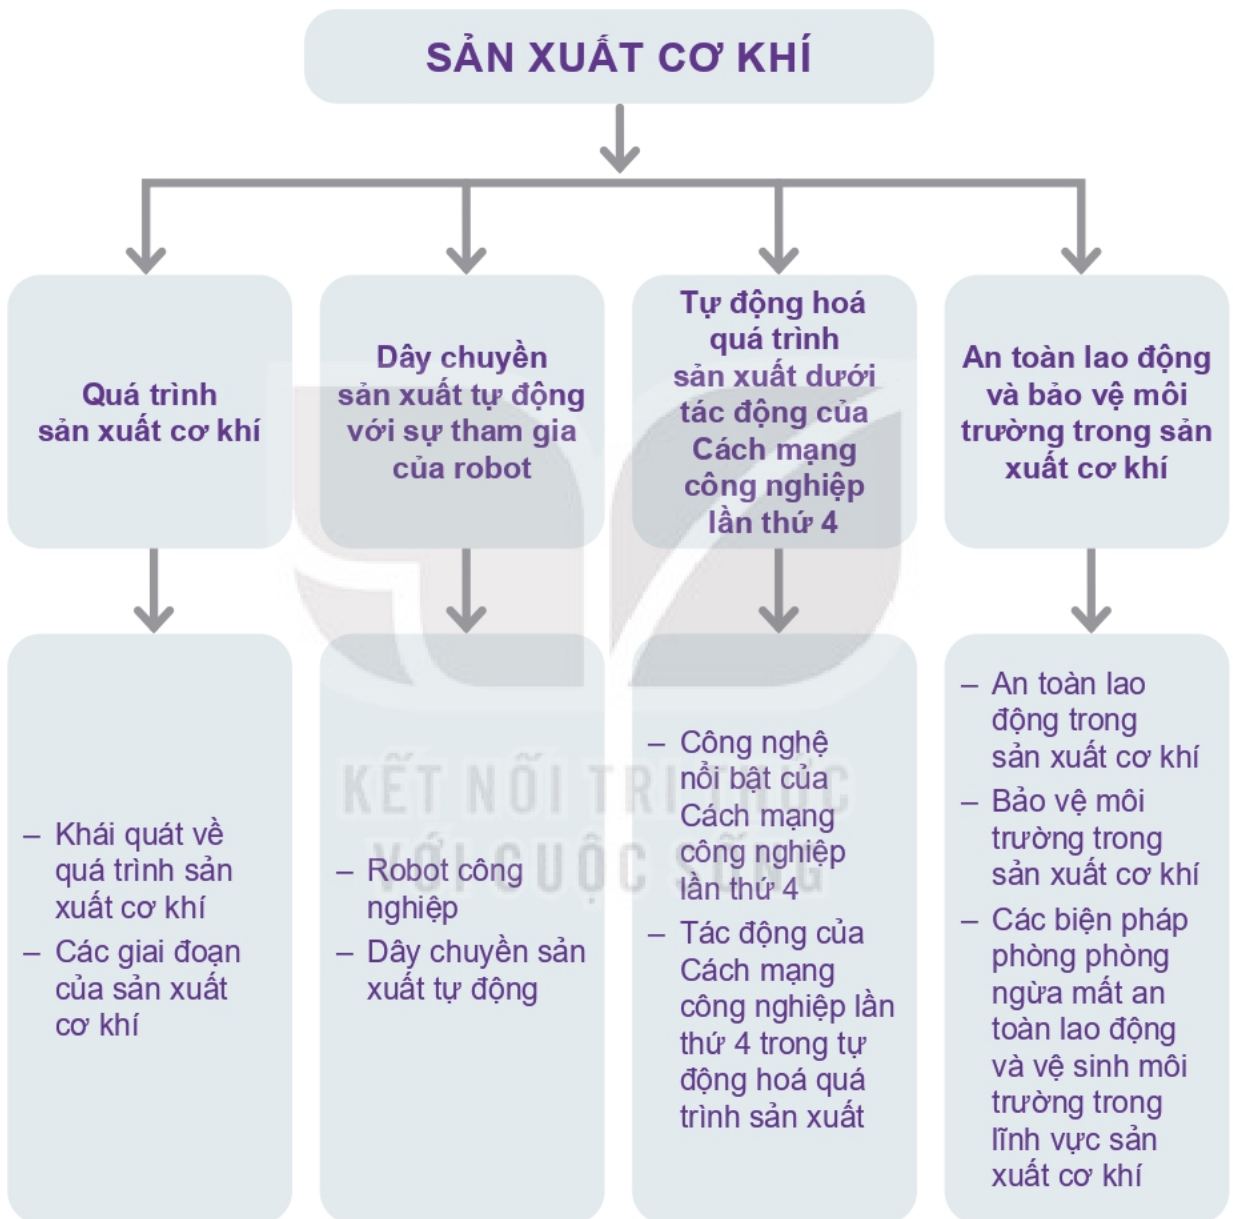 SẢN XUẤT CƠ KHÍ
Quá trình
sản xuất cơ khí
Dây chuyền
sản xuất tự động
với sự tham gia
của robot
Tự động hoá
quá trình
sản xuất dưới
tác động của
Cách mạng
công nghiệp
lần thứ 4
An toàn lao động
và bảo vệ môi
trường trong sản
xuất cơ khí
– Khái quát về
quá trình sản
xuất cơ khí
– Các giai đoạn
của sản xuất
cơ khí
– Robot công
nghiệp
– Dây chuyền sản
xuất tự động
– Công nghệ
nổi bật của
Cách mạng
công nghiệp
lần thứ 4
– Tác động của
Cách mạng
công nghiệp lần
thứ 4 trong tự
động hoá quá
trình sản xuất
– An toàn lao
động trong
sản xuất cơ khí
– Bảo vệ môi
trường trong
sản xuất cơ khí
– Các biện pháp
phòng phòng
ngừa mất an
toàn lao động
và vệ sinh môi
trường trong
lĩnh vực sản
xuất cơ khí
KẾT NỐI TRI THỨC
VỚI CUỘC SỐNG